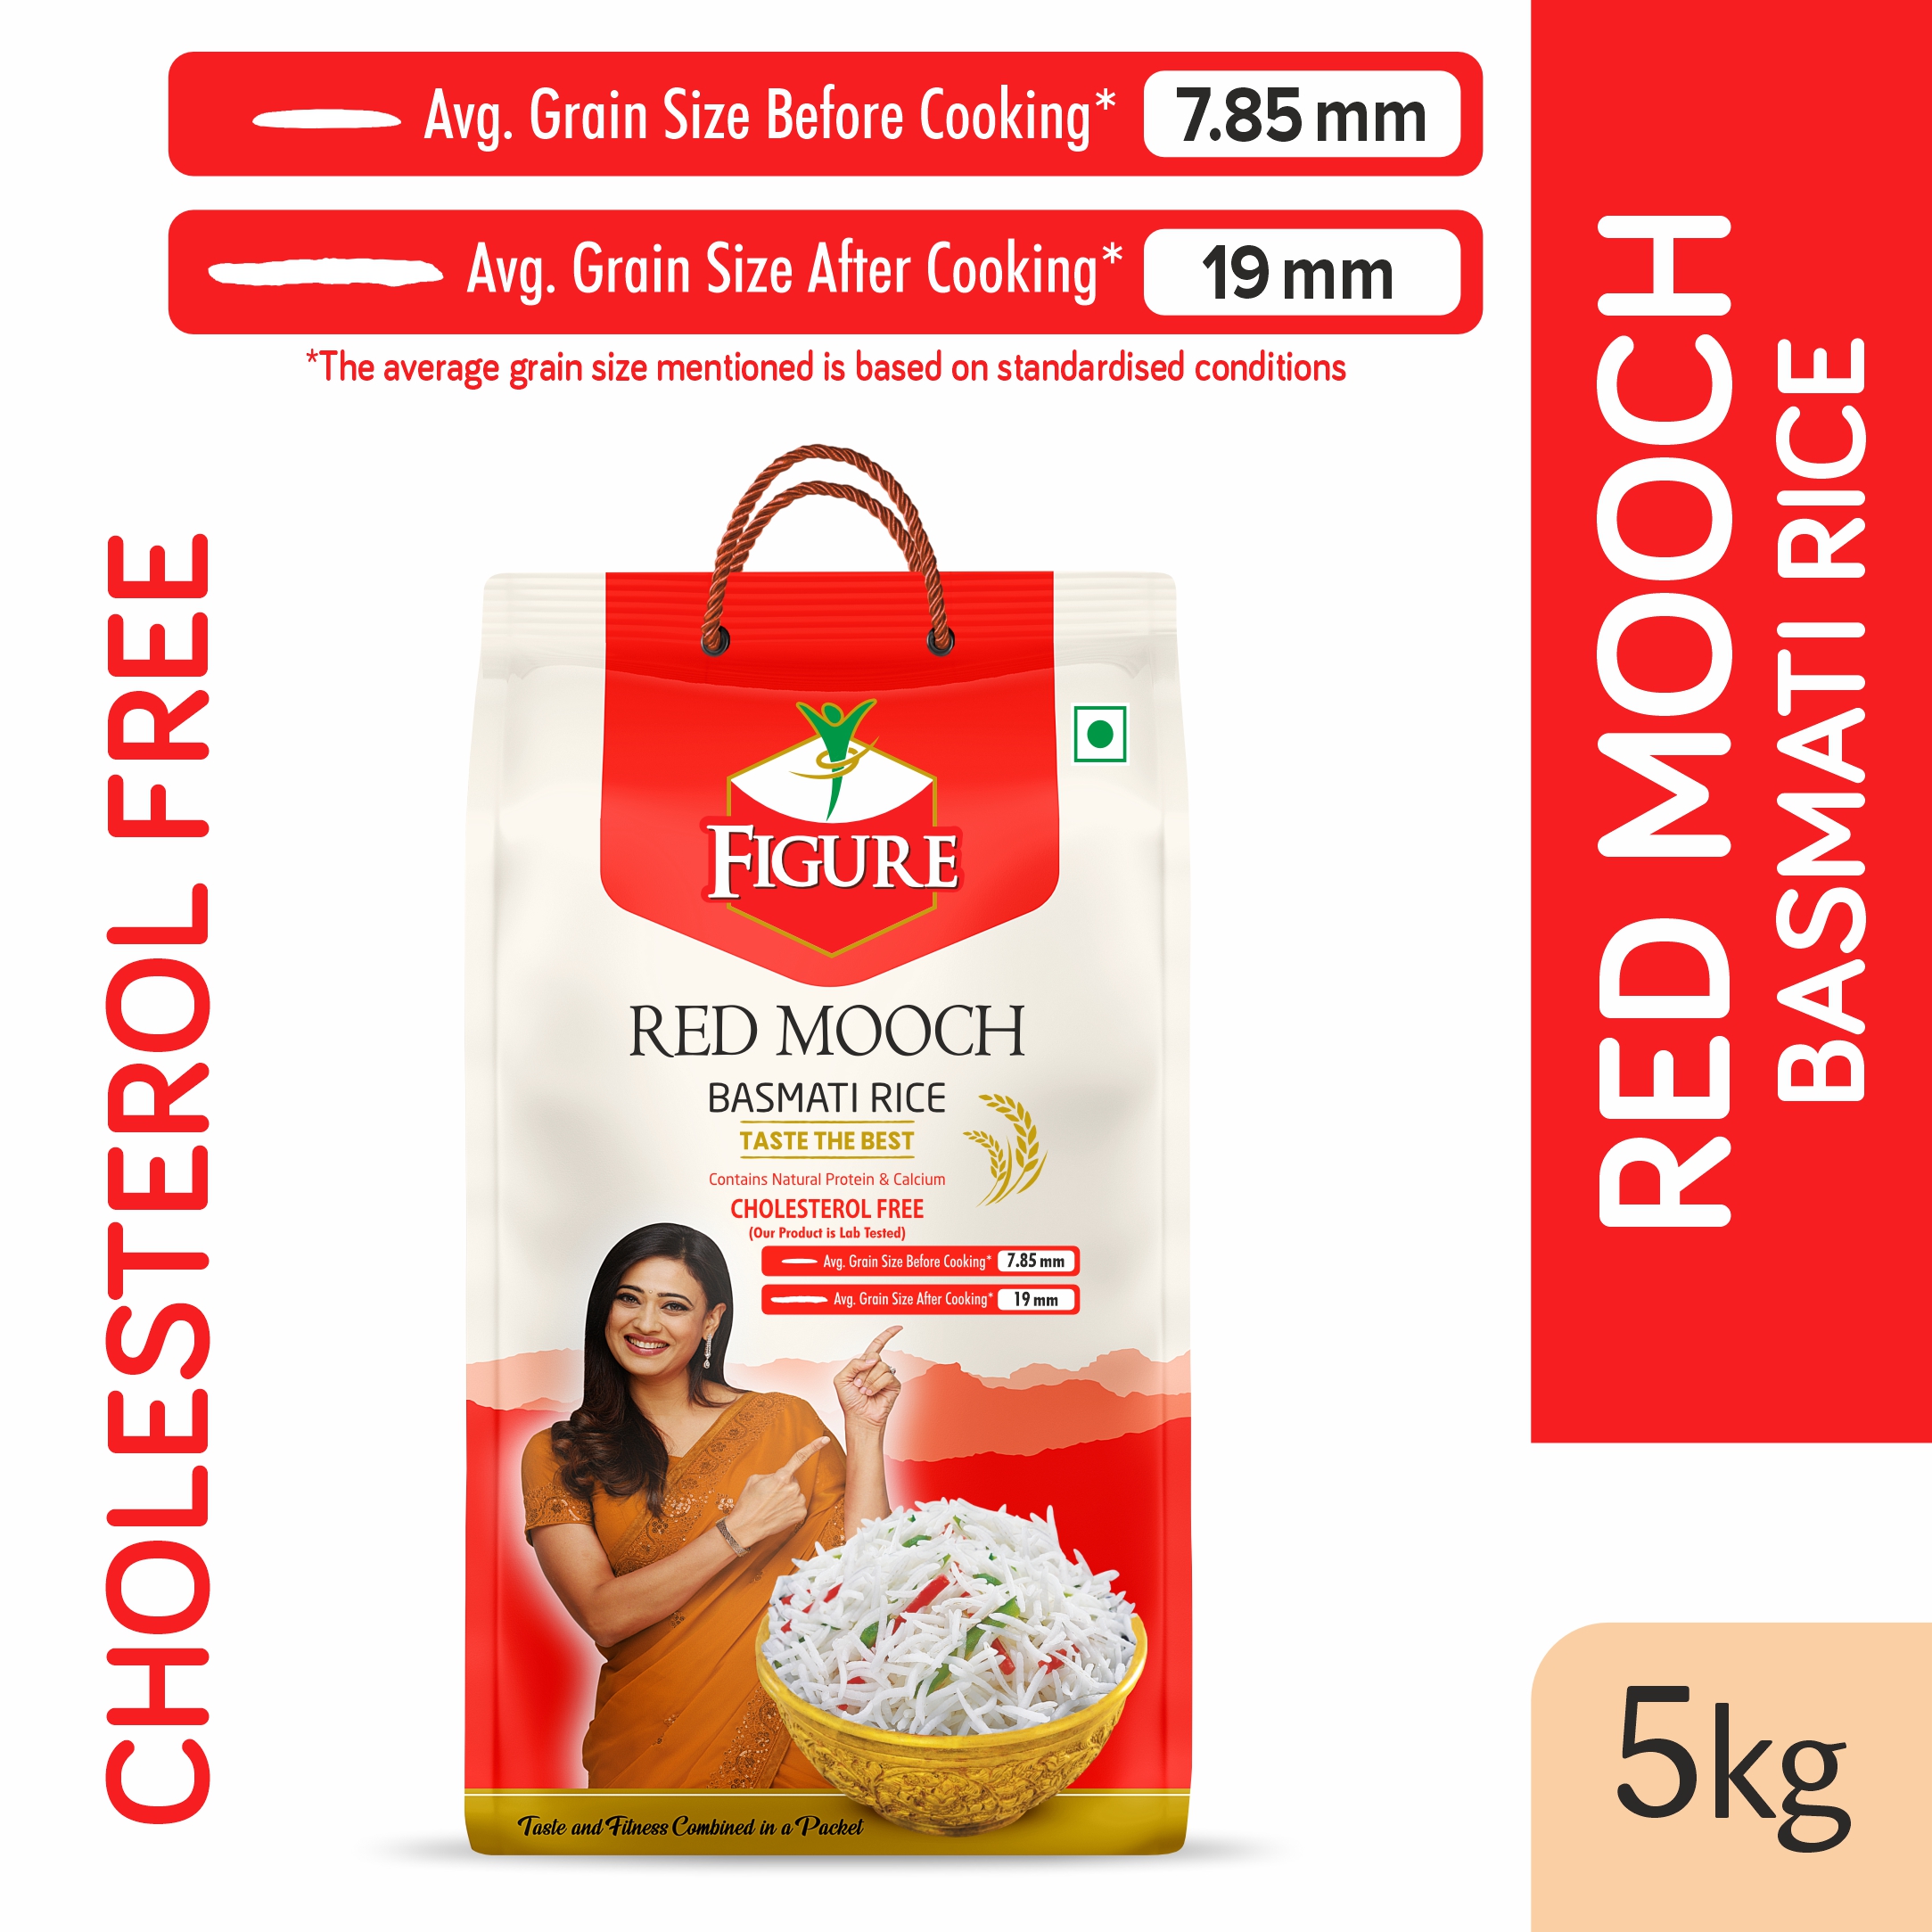 Avg. Grain Size Before Cooking* 7.85 mm
Avg. Grain Size After Cooking* 19 mm
*The average grain size mentioned is based on standardised conditions
CHOLESTEROL FREE
RED MOOCH
BASMATI RICE
FIGURE
RED MOOCH
BASMATI RICE
TASTE THE BEST
Contains Natural Protein & Calcium
CHOLESTEROL FREE
(Our Product is Lab Tested)
Avg. Grain Size Before Cooking* 7.85 mm
Avg. Grain Size After Cooking* 19 mm
Taste and Fitness Combined in a Packet
5kg